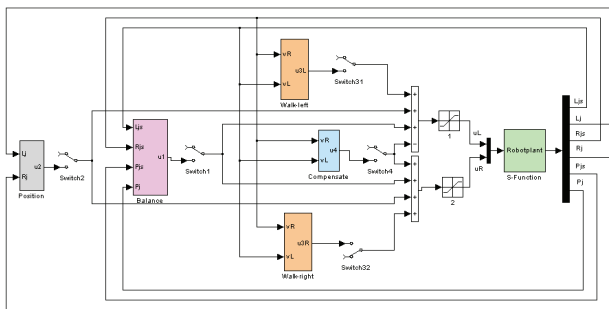 vR
vL
u3L
Walk-left
Switch31
Ljs
Rjs
Pjs
Pj
u1
Balance
Switch1
Lj
Rj
u2
Position
Switch2
vR
vL
u4
Compensate
Switch4
vR
vL
u3R
Walk-right
Switch32
+
+
+
-
+
+
+
+
1
2
uL
uR
Robotplant
S-Function
Ljs
Lj
Rjs
Rj
Pjs
Pj